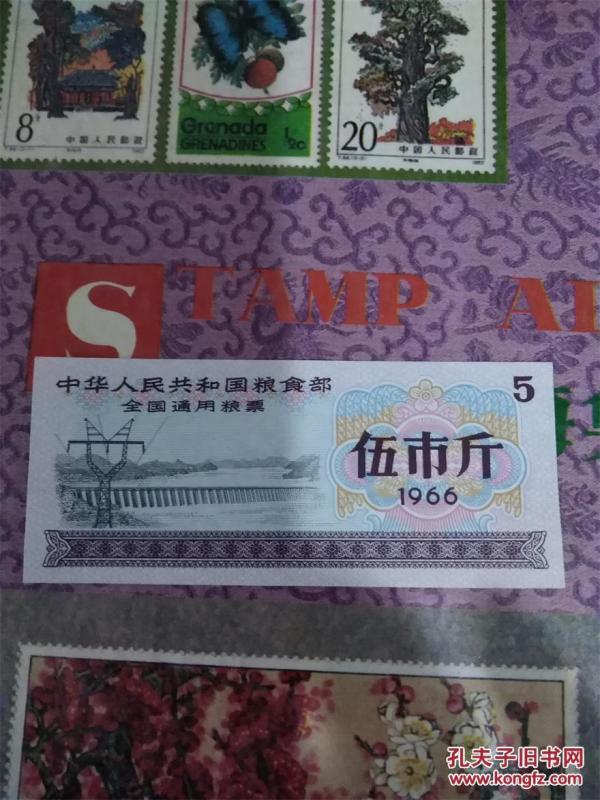 8
中国人民邮政
Grenada
GRENADINES
½c
20
中国人民邮政
STAMP AL
中华人民共和国粮食部
全国通用粮票
5
伍市斤
1966
孔夫子旧书网
www.kongfz.com